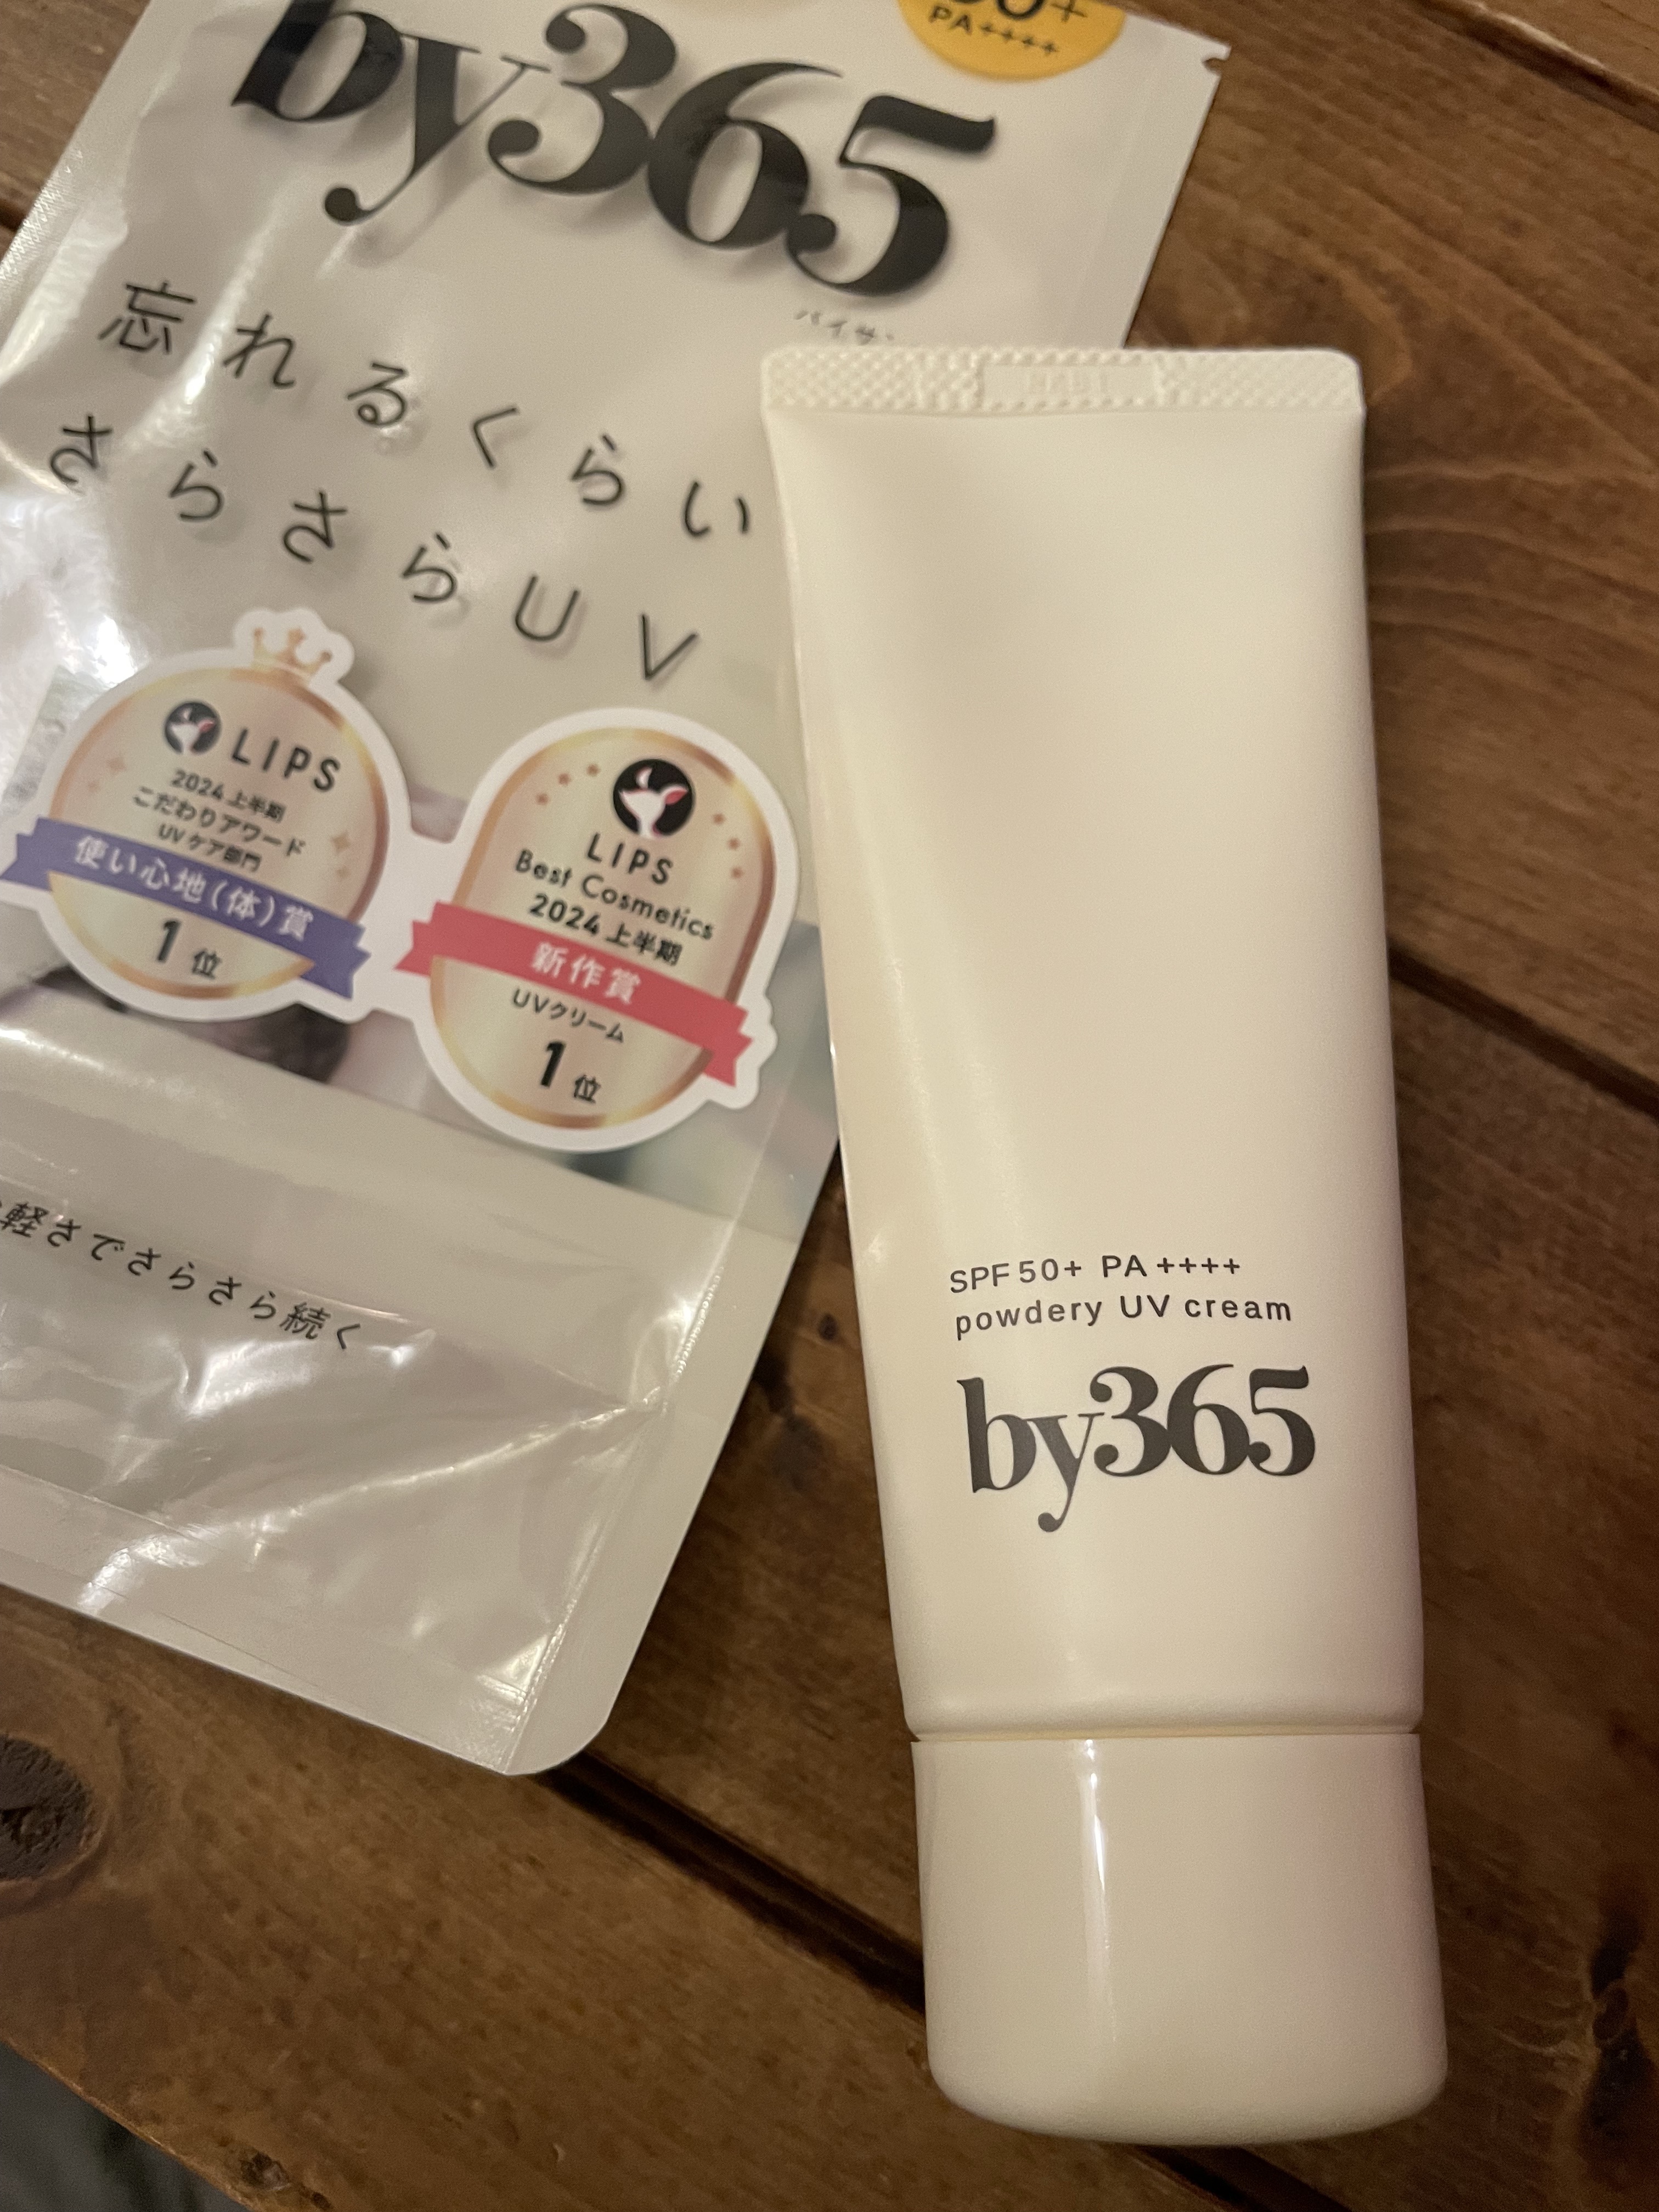 PA++++
by365
忘れるくらい
さらさらUV
LIPS
2024 上半期
こだわりアワード
UVケア部門
使い心地(体)賞
1位
LIPS
Best Cosmetics
2024 上半期
新作賞
UVクリーム
1位
軽さでさらさら続く
SPF50+ PA++++
powdery UV cream
by365